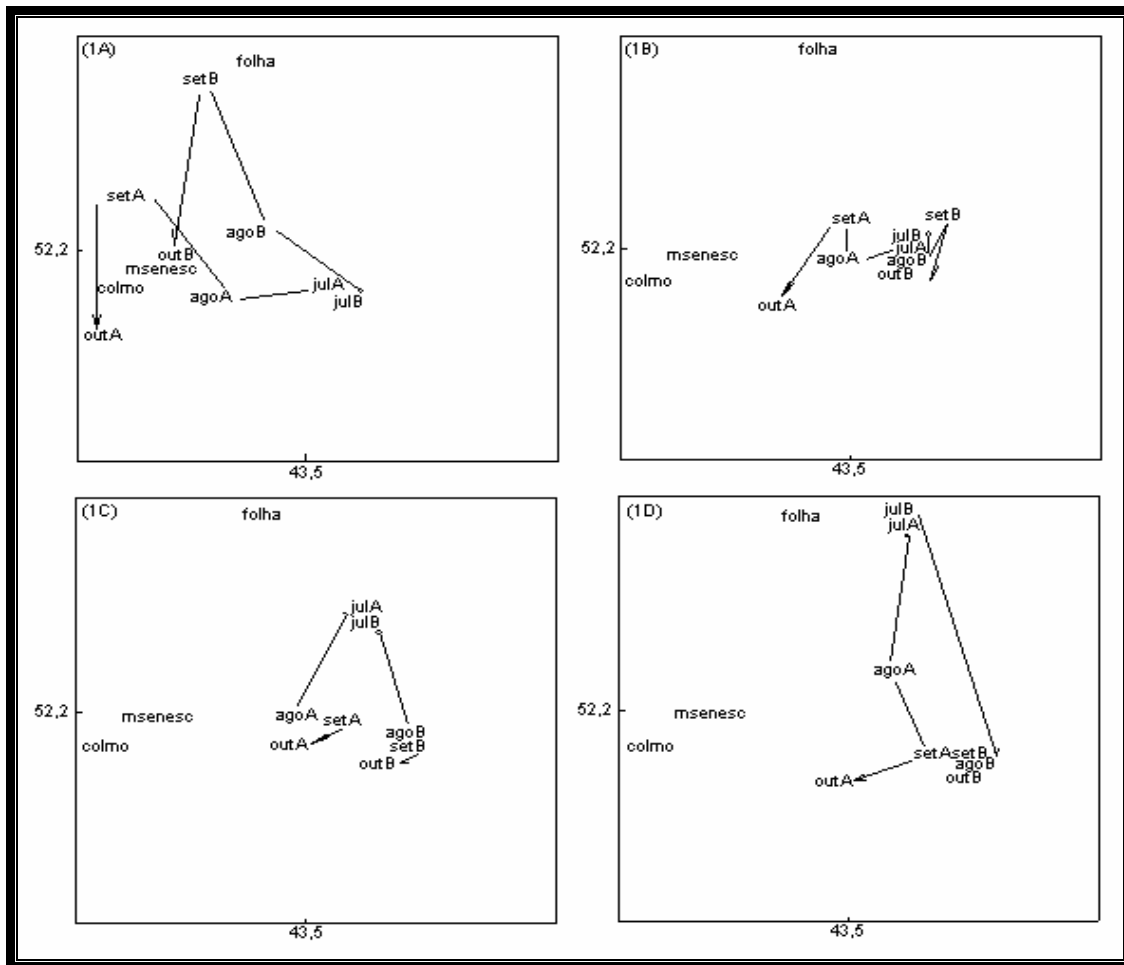 (1A)
folha
setB
setA
agoB
52,2
outB
msenesc
colmo
agoA
julA
julB
outA
43,5
(1B)
folha
setA
setB
julB
52,2
julA
msenesc
agoA
agoB
colmo
outB
outA
43,5
(1C)
folha
julA
julB
52,2
msenesc
agoA
setA
agoB
colmo
outA
setB
outB
43,5
(1D)
folha
julB
julA
agoA
52,2
msenesc
colmo
setA
setB
agoB
outA
outB
43,5